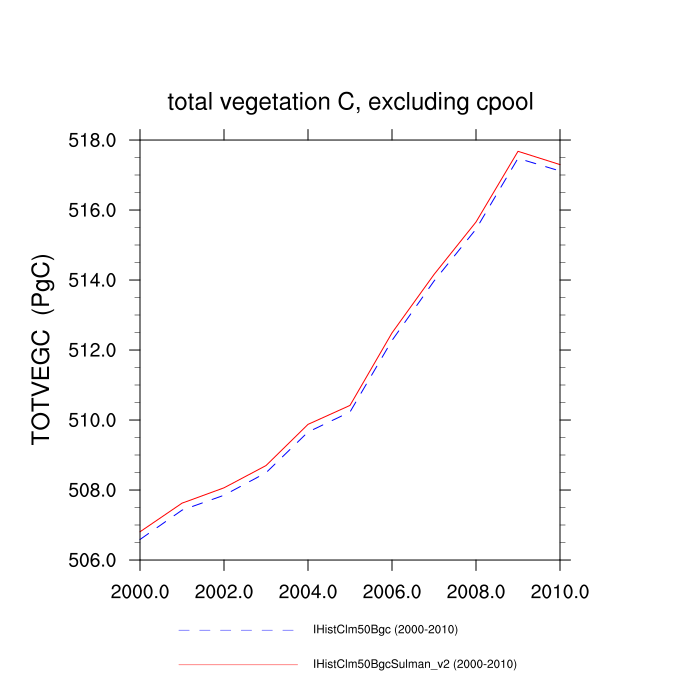 total vegetation C, excluding cpool
TOTVEGC (PgC)
518.0
516.0
514.0
512.0
510.0
508.0
506.0
2000.0 2002.0 2004.0 2006.0 2008.0 2010.0
IHistClm50Bgc (2000-2010)
IHistClm50BgcSulman_v2 (2000-2010)